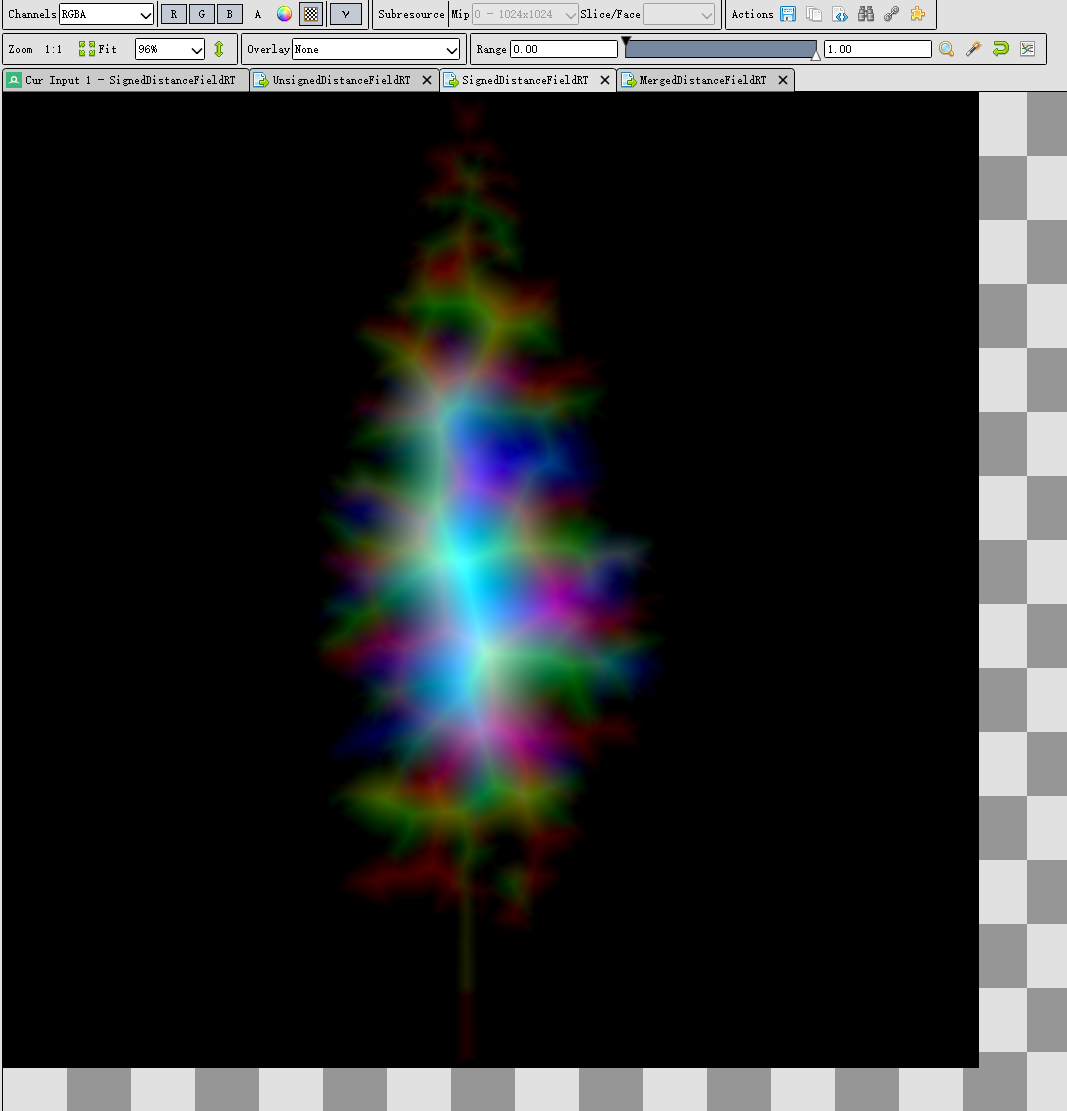 Channels RGBA R G B A γ Subresource Mip 0 - 1024x1024 Slice/Face Actions
Zoom 1:1 Fit 96% Overlay None Range 0.00 1.00
Cur Input 1 - SignedDistanceFieldRT UnsignedDistanceFieldRT SignedDistanceFieldRT MergedDistanceFieldRT